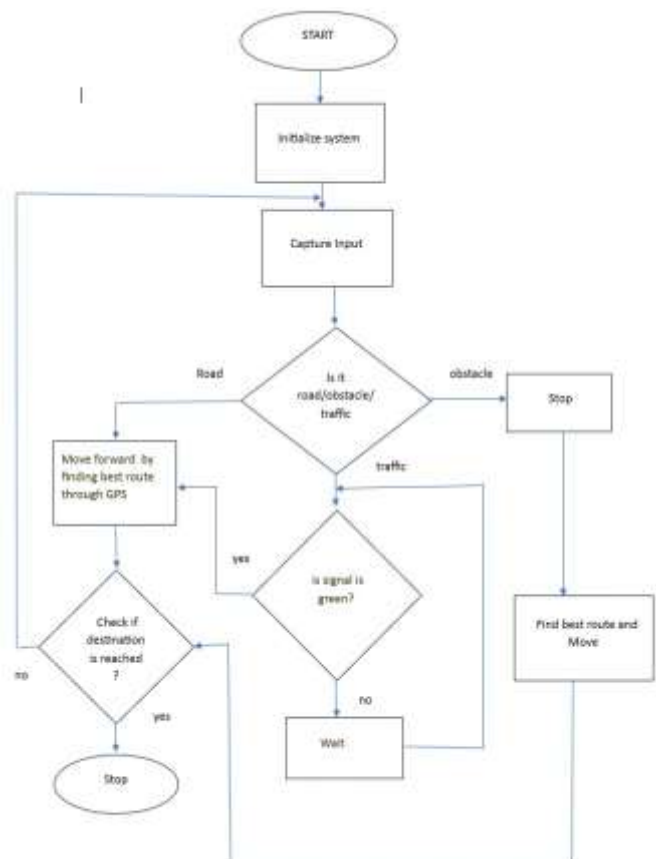 START
Initialize system
Capture Input
Is it
road/obstacle/
traffic
Road
obstacle
Stop
traffic
Move forward by
finding best route
through GPS
yes
Is signal is
green?
Find best route and
Move
Check if
destination
is reached
?
no
yes
no
Wait
Stop